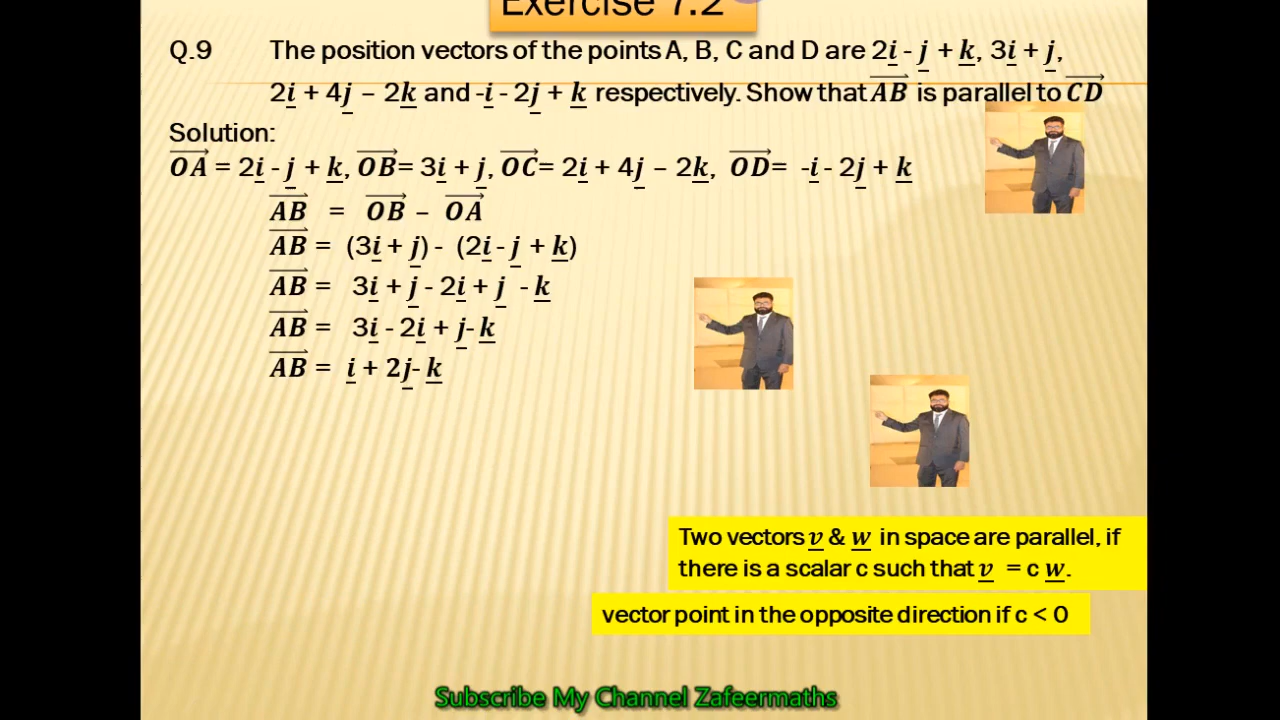 Exercise 7.2
Q.9 The position vectors of the points A, B, C and D are 2i - j + k, 3i + j,
2i + 4j – 2k and -i - 2j + k respectively. Show that AB is parallel to CD
Solution:
OA = 2i - j + k, OB= 3i + j, OC= 2i + 4j – 2k, OD= -i - 2j + k
AB = OB – OA
AB = (3i + j) - (2i - j + k)
AB = 3i + j - 2i + j - k
AB = 3i - 2i + j- k
AB = i + 2j- k
Two vectors v & w in space are parallel, if
there is a scalar c such that v = c w.
vector point in the opposite direction if c < 0
Subscribe My Channel Zafeermaths